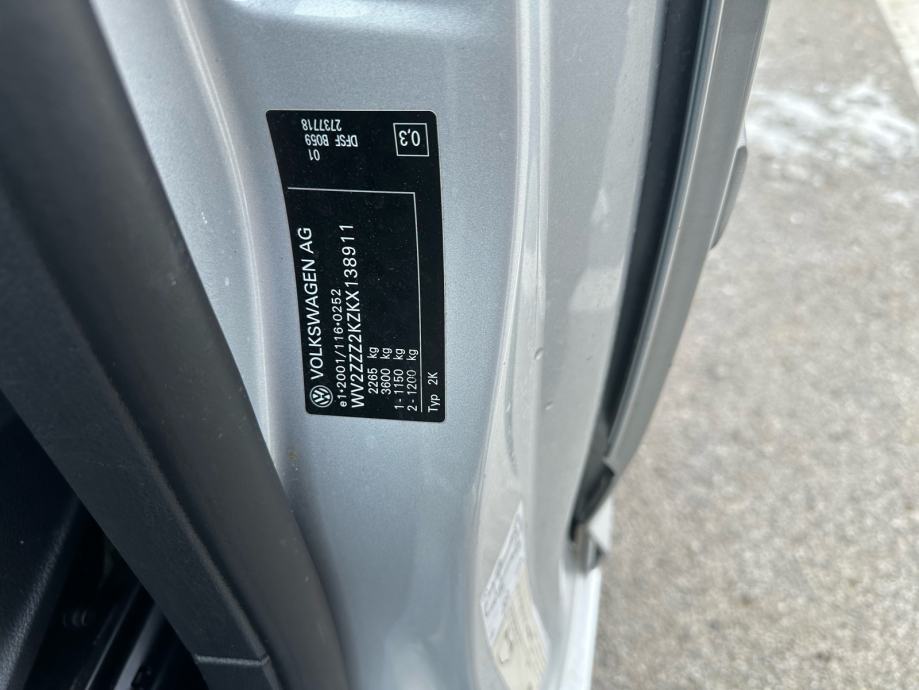 VOLKSWAGEN AG
e1*2001/116*0252
WV2ZZZ2KZKX138911
2265 kg
3600 kg
1 - 1150 kg
2 - 1200 kg
Typ 2K
01
DFSF B059
2737718
0,3